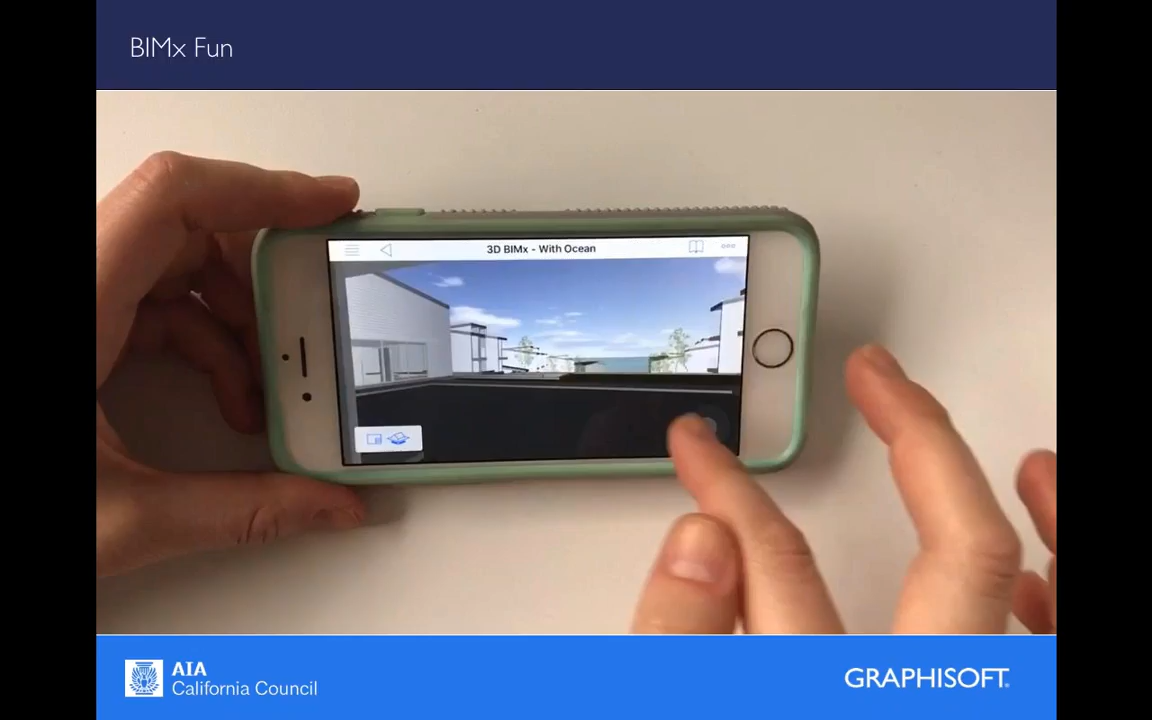 BIMx Fun
3D BIMx - With Ocean
AIA
California Council
GRAPHISOFT.